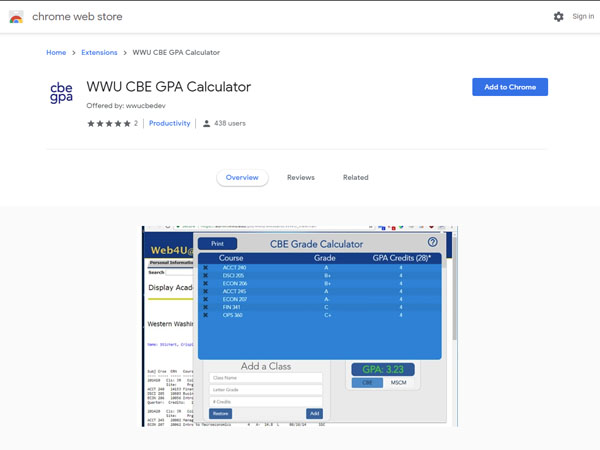 chrome web store
Sign in
Home > Extensions > WWU CBE GPA Calculator
cbe
gpa
WWU CBE GPA Calculator
Add to Chrome
Offered by: wwucbedev
2 | Productivity | 438 users
Overview
Reviews
Related
Web4U@
Print
CBE Grade Calculator
?
Course Grade GPA Credits (28)*
Personal Information
ACCT 240 A 4
DSCI 205 B+ 4
Search
ECON 206 B+ 4
ACCT 245 A 4
Display Acade
ECON 207 A- 4
FIN 341 C 4
OPS 360 C+ 4
Western Washin
Add a Class
GPA: 3.23
Class Name
CBE
MSCM
Letter Grade
# Credits
Restore
Add